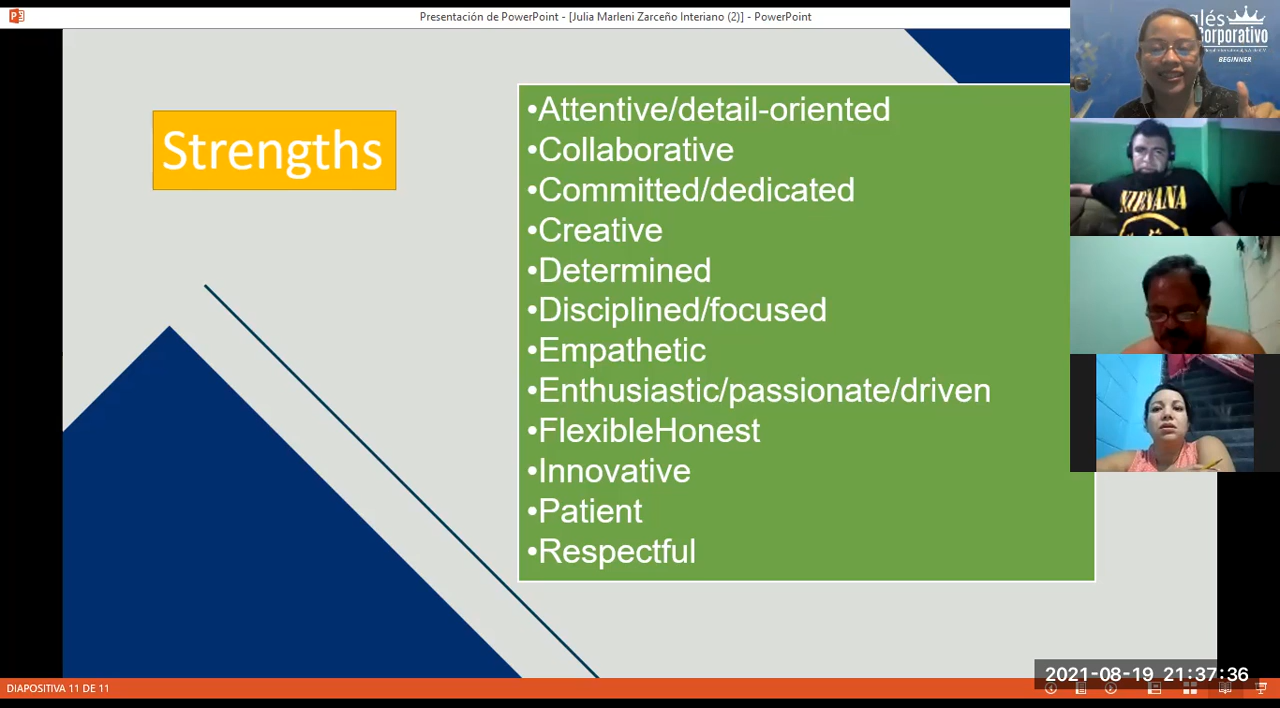 Presentación de PowerPoint - [Julia Marleni Zarceño Interiano (2)] - PowerPoint
glés
Corporativo
BEGINNER
Strengths
•Attentive/detail-oriented
•Collaborative
•Committed/dedicated
•Creative
•Determined
•Disciplined/focused
•Empathetic
•Enthusiastic/passionate/driven
•FlexibleHonest
•Innovative
•Patient
•Respectful
NIRVANA
2021-08-19 21:37:36
DIAPOSITIVA 11 DE 11